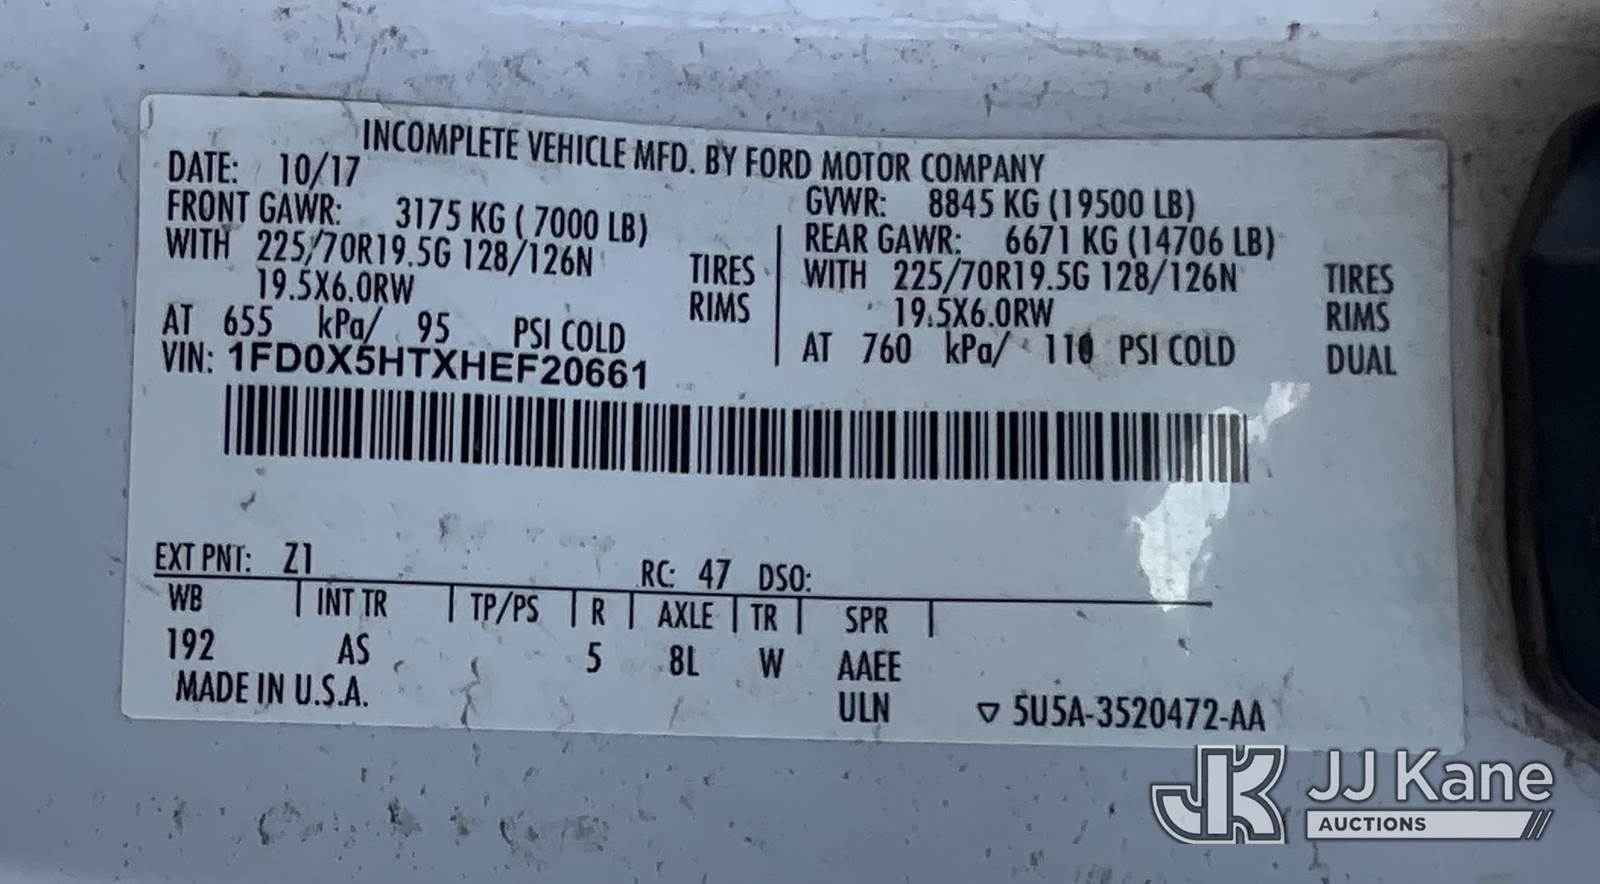 INCOMPLETE VEHICLE MFD. BY FORD MOTOR COMPANY
DATE: 10/17 GVWR: 8845 KG (19500 LB)
FRONT GAWR: 3175 KG ( 7000 LB) REAR GAWR: 6671 KG (14706 LB)
WITH 225/70R19.5G 128/126N TIRES WITH 225/70R19.5G 128/126N TIRES
19.5X6.0RW RIMS 19.5X6.0RW RIMS
AT 655 kPa/ 95 PSI COLD AT 760 kPa/ 110 PSI COLD DUAL
VIN: 1FD0X5HTXHEF20661
EXT PNT: Z1 RC: 47 DSO:
WB INT TR TP/PS R AXLE TR SPR
192 AS 5 8L W AAEE
MADE IN U.S.A. ULN ▽ 5U5A-3520472-AA
JK JJ Kane
AUCTIONS